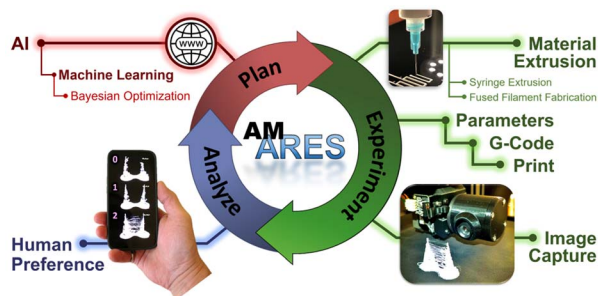 AI
Machine Learning
Bayesian Optimization
WWW
Plan
Material
Extrusion
Syringe Extrusion
Fused Filament Fabrication
AM
ARES
Experiment
Analyze
Parameters
G-Code
Print
0
1
2
Human
Preference
Image
Capture